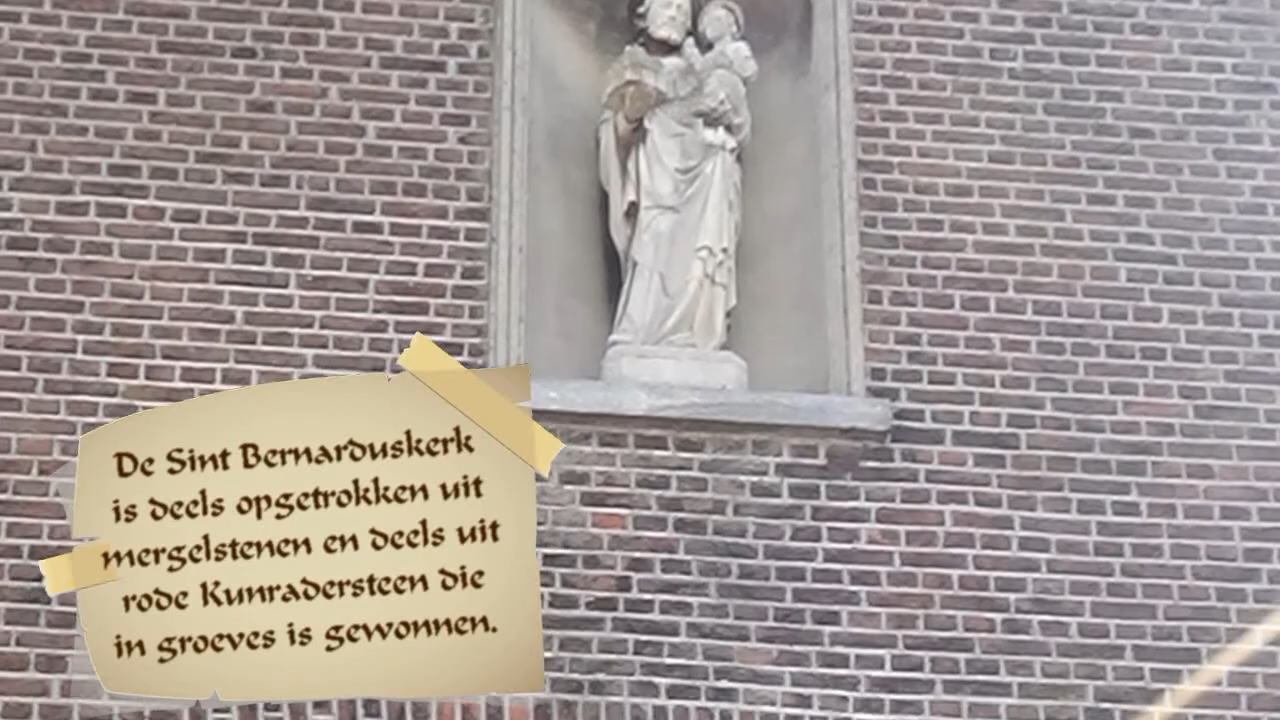 De Sint Bernarduskerk
is deels opgetrokken uit
mergelstenen en deels uit
rode Kunradersteen die
in groeves is gewonnen.